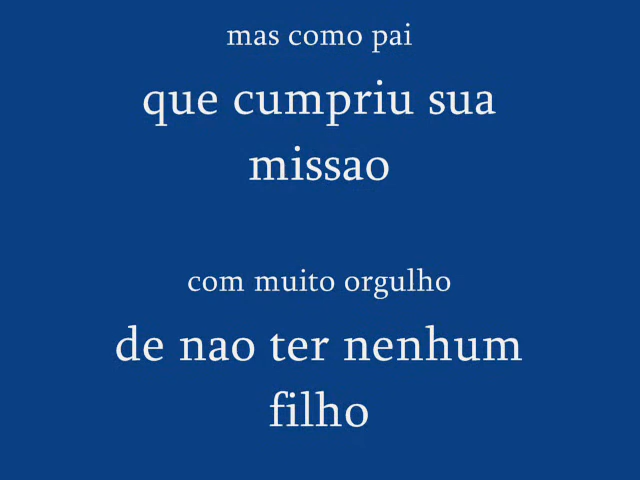 mas como pai
que cumpriu sua
missao
com muito orgulho
de nao ter nenhum
filho